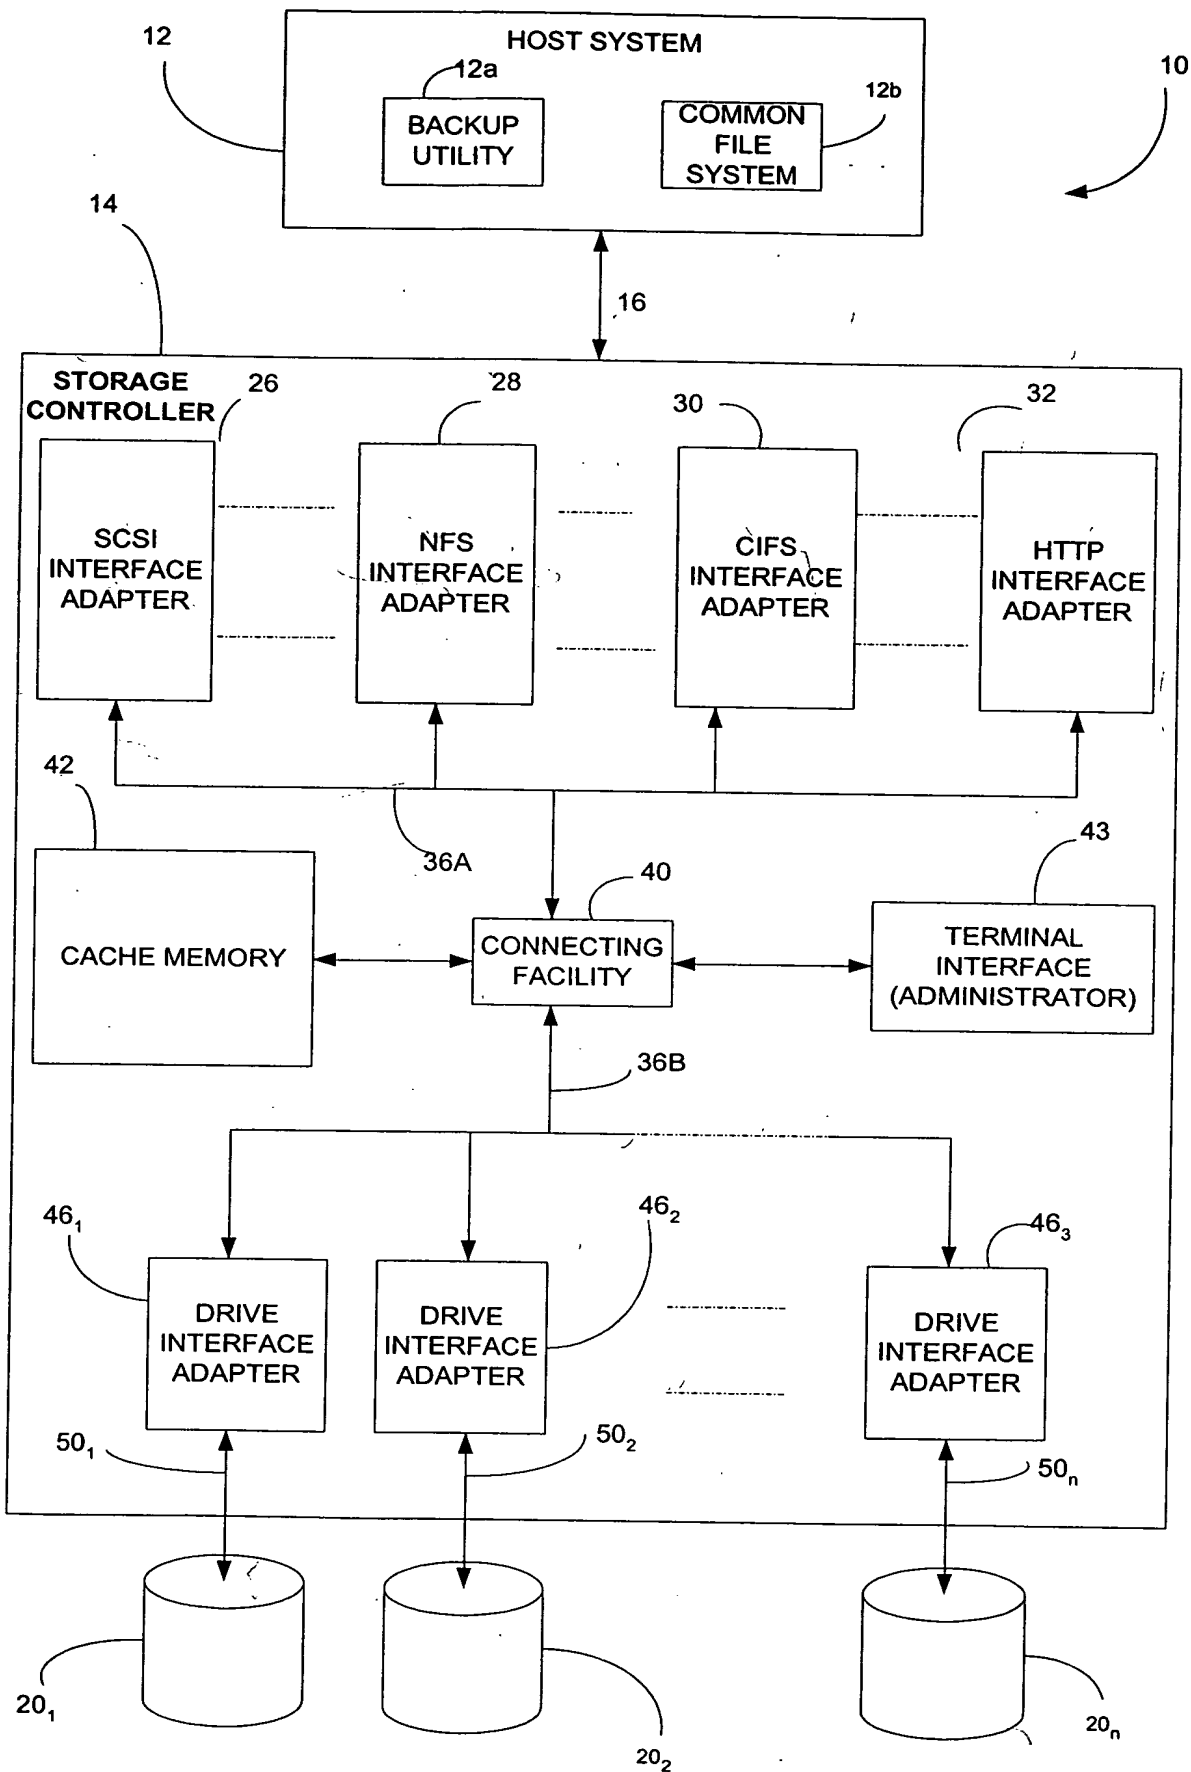 12
HOST SYSTEM
12a
12b
10
BACKUP
UTILITY
COMMON
FILE
SYSTEM
14
16
STORAGE
CONTROLLER
26
28
30
32
SCSI
INTERFACE
ADAPTER
NFS
INTERFACE
ADAPTER
CIFS
INTERFACE
ADAPTER
HTTP
INTERFACE
ADAPTER
42
36A
40
43
CACHE MEMORY
CONNECTING
FACILITY
TERMINAL
INTERFACE
(ADMINISTRATOR)
36B
46₁
46₂
46₃
DRIVE
INTERFACE
ADAPTER
DRIVE
INTERFACE
ADAPTER
DRIVE
INTERFACE
ADAPTER
50₁
50₂
50ₙ
20₁
20₂
20ₙ